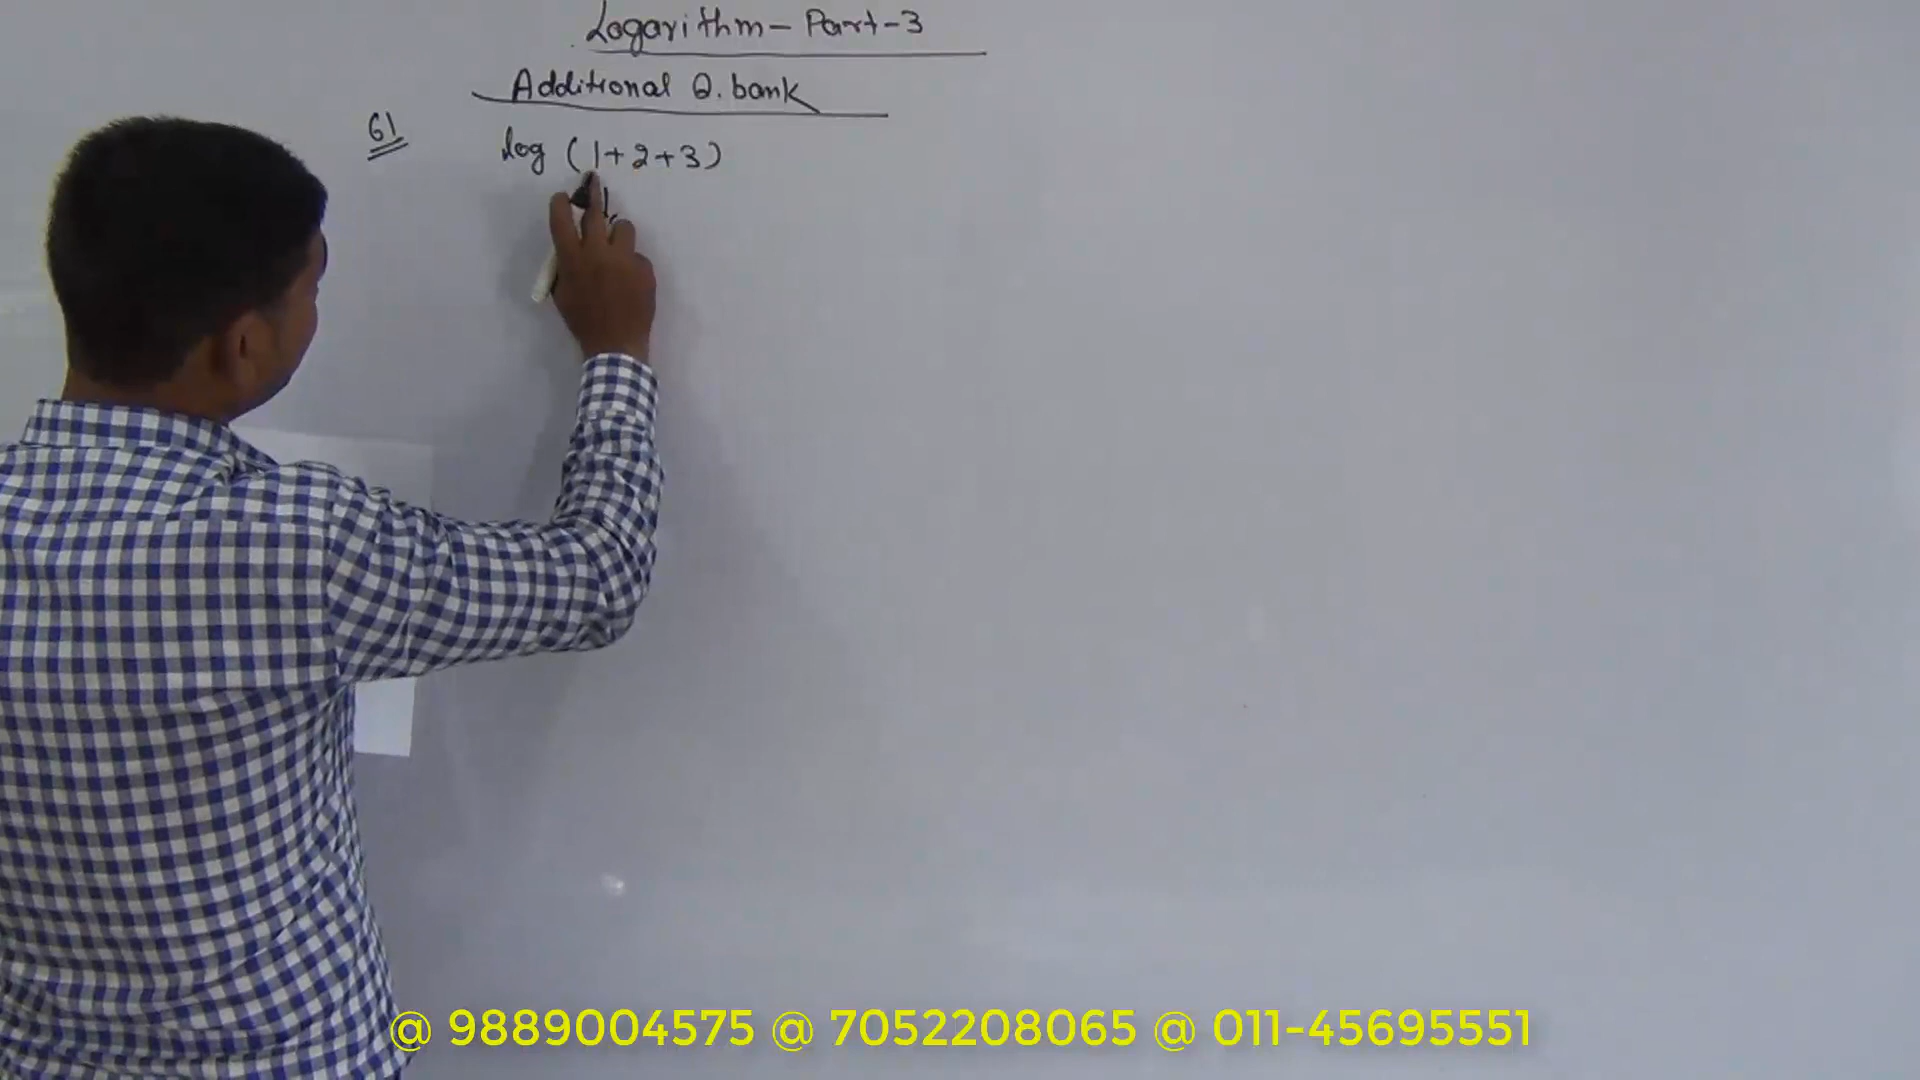 Logarithm - Part-3
Additional Q. bank
61
log (1+2+3)
@ 9889004575 @ 7052208065 @ 011-45695551